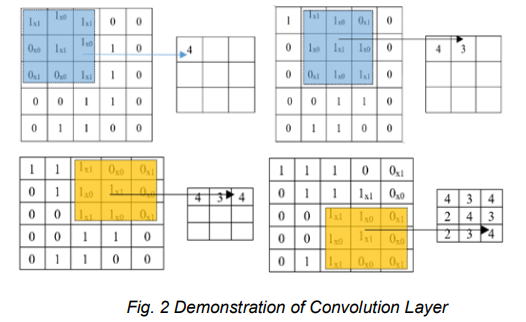 1x1 1x0 1x1 0 0
0x0 1x1 1x0 1 0
0x1 0x0 1x1 1 0
0 0 1 1 0
0 1 1 0 0
4
1 1x1 1x0 0x1 0
0 1x0 1x1 1x0 0
0 0x1 1x0 1x1 0
0 0 1 1 0
0 1 1 0 0
4 3
1 1 1x1 0x0 0x1
0 1 1x0 1x1 0x0
0 0 1x1 1x0 0x1
0 0 1 1 0
0 1 1 0 0
4 3 4
1 1 1 0 0x1
0 1 1 1x1 0x0
0 0 1x1 1x0 0x1
0 0 1x0 1x1 0x0
0 1 1x1 0x0 0x1
4 3 4
2 4 3
2 3 4
Fig. 2 Demonstration of Convolution Layer